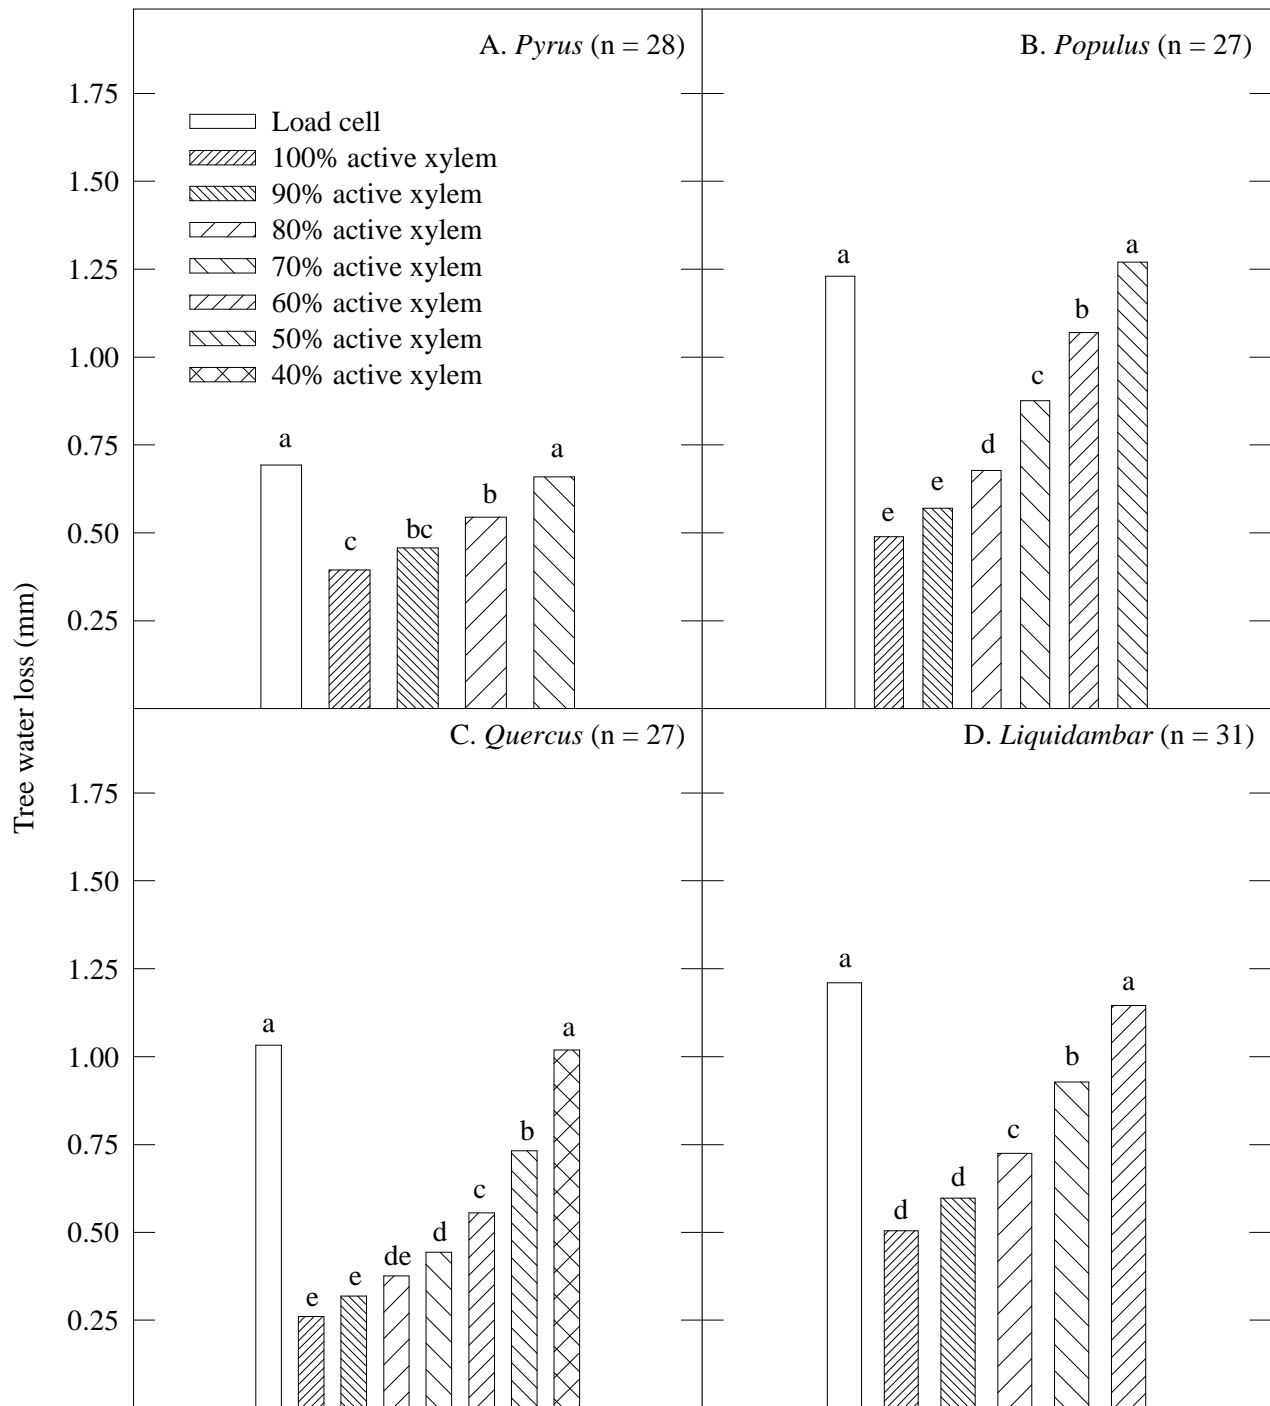 A. Pyrus (n = 28)
B. Populus (n = 27)
1.75
1.50
1.25
1.00
0.75
0.50
0.25
Load cell
100% active xylem
90% active xylem
80% active xylem
70% active xylem
60% active xylem
50% active xylem
40% active xylem
a
c
bc
b
a
a
e
e
d
c
b
a
Tree water loss (mm)
C. Quercus (n = 27)
D. Liquidambar (n = 31)
1.75
1.50
1.25
1.00
0.75
0.50
0.25
a
e
e
de
d
c
b
a
a
d
d
c
b
a